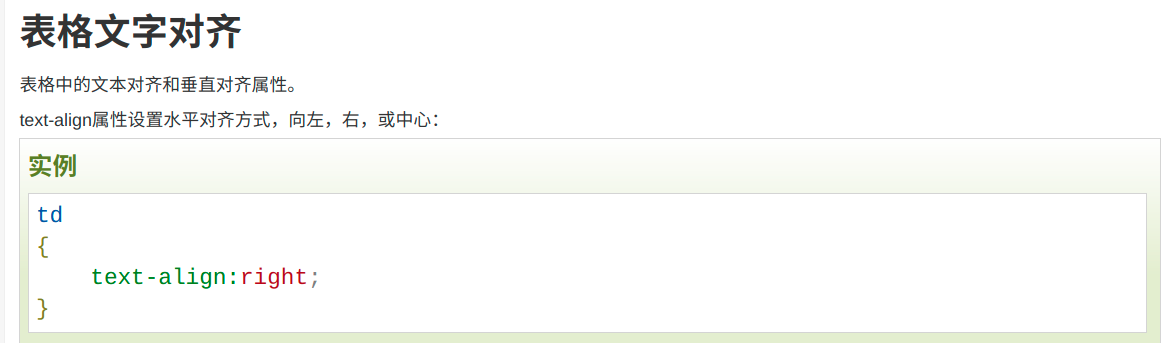 表格文字对齐
表格中的文本对齐和垂直对齐属性。
text-align属性设置水平对齐方式，向左，右，或中心：
实例
td
{
    text-align:right;
}